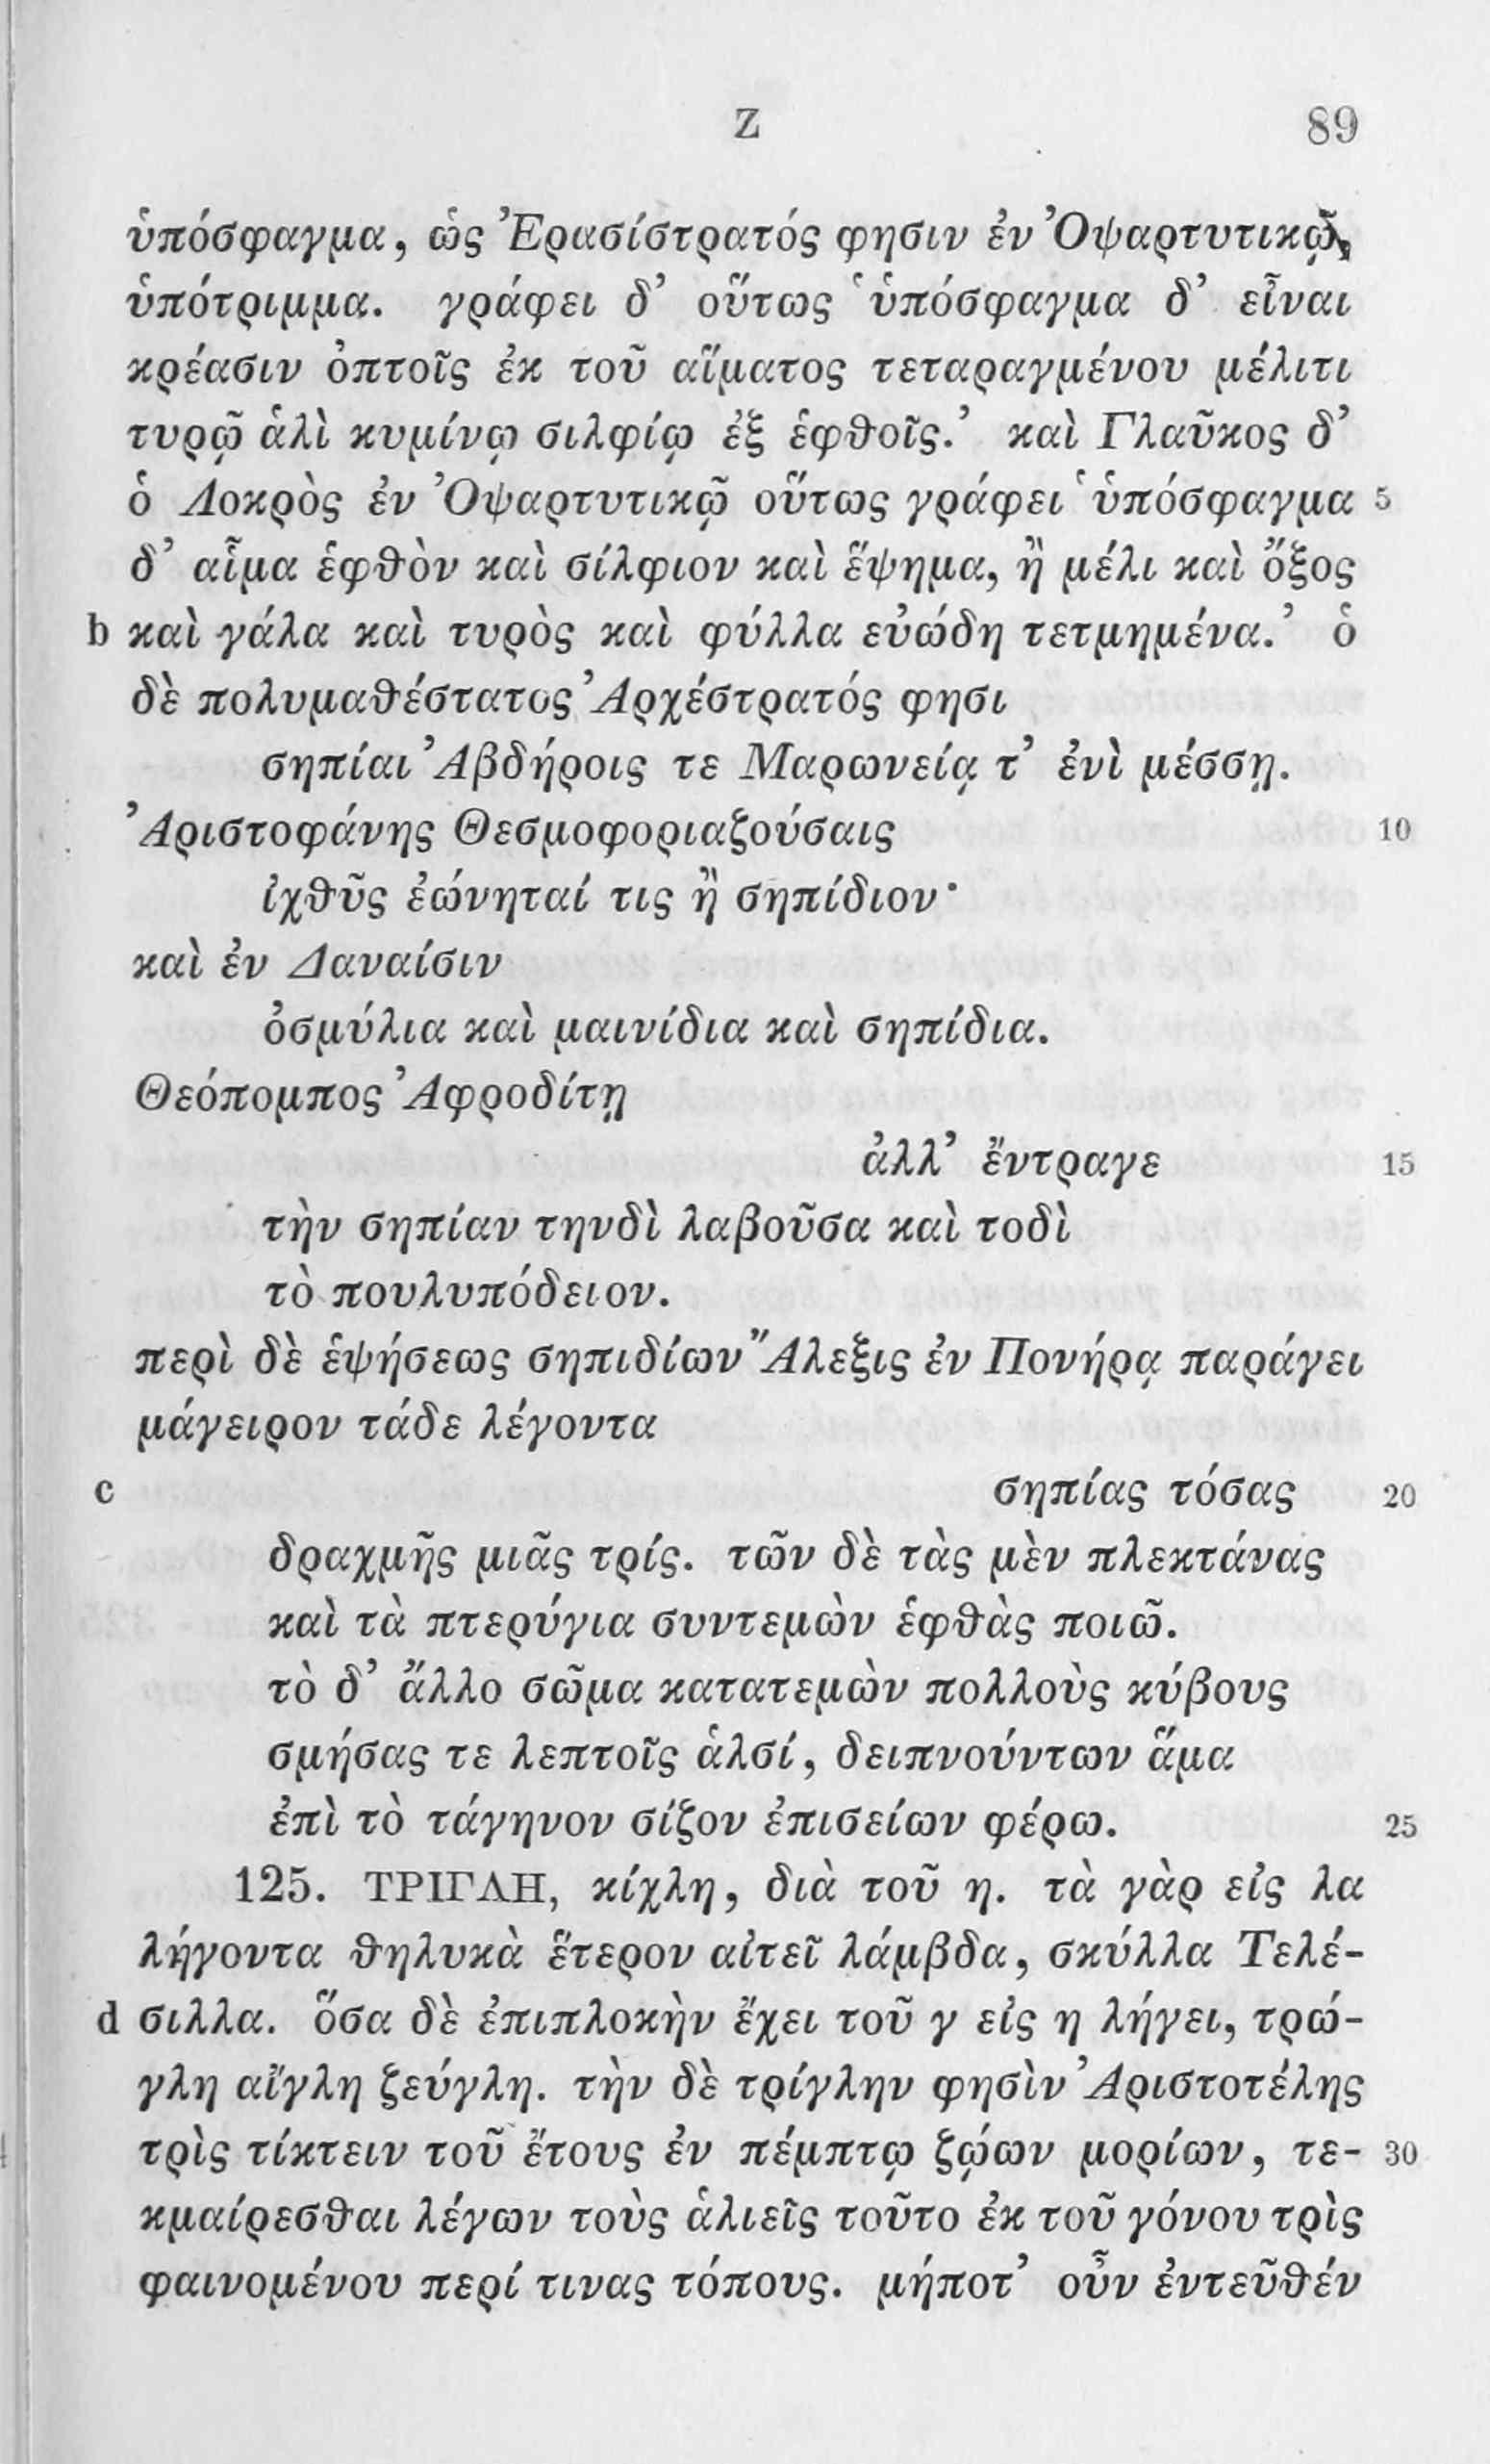 Ζ 89
ὑπόσφαγμα, ὡς Ἐρασίστρατός φησιν ἐν Ὀψαρτυτικῷ,
ὑπότριμμα. γράφει δ’ οὕτως ‘ὑπόσφαγμα δ’ εἶναι
κρέασιν ὀπτοῖς ἐκ τοῦ αἵματος τεταραγμένου μέλιτι
τυρῷ ἁλὶ κυμίνῳ σιλφίῳ ἐξ ἑφθοῖς.’ καὶ Γλαῦκος δ’
ὁ Λοκρὸς ἐν Ὀψαρτυτικῷ οὕτως γράφει ‘ὑπόσφαγμα 5
δ’ αἷμα ἑφθὸν καὶ σίλφιον καὶ ἕψημα, ἢ μέλι καὶ ὄξος
b καὶ γάλα καὶ τυρὸς καὶ φύλλα εὐώδη τετμημένα.’ ὁ
δὲ πολυμαθέστατος Ἀρχέστρατός φησι
σηπίαι Ἀβδήροις τε Μαρωνείᾳ τ’ ἐνὶ μέσσῃ.
Ἀριστοφάνης Θεσμοφοριαζούσαις 10
ἰχθῦς ἐώνηταί τις ἢ σηπίδιον·
καὶ ἐν Δαναίσιν
ὀσμύλια καὶ μαινίδια καὶ σηπίδια.
Θεόπομπος Ἀφροδίτῃ
ἀλλ’ ἔντραγε 15
τὴν σηπίαν τηνδὶ λαβοῦσα καὶ τοδὶ
τὸ πουλυπόδειον.
περὶ δὲ ἑψήσεως σηπιδίων Ἄλεξις ἐν Πονήρᾳ παράγει
μάγειρον τάδε λέγοντα
c σηπίας τόσας 20
δραχμῆς μιᾶς τρίς. τῶν δὲ τὰς μὲν πλεκτάνας
καὶ τὰ πτερύγια συντεμὼν ἑφθὰς ποιῶ.
τὸ δ’ ἄλλο σῶμα κατατεμὼν πολλοὺς κύβους
σμήσας τε λεπτοῖς ἁλσί, δειπνούντων ἅμα
ἐπὶ τὸ τάγηνον σίζον ἐπισείων φέρω. 25
125. ΤΡΙΓΛΗ, κίχλη, διὰ τοῦ η. τὰ γὰρ εἰς λα
λήγοντα θηλυκὰ ἕτερον αἰτεῖ λάμβδα, σκύλλα Τελέ-
d σιλλα. ὅσα δὲ ἐπιπλοκὴν ἔχει τοῦ γ εἰς η λήγει, τρώ-
γλη αἴγλη ζεύγλη. τὴν δὲ τρίγλην φησὶν Ἀριστοτέλης
τρὶς τίκτειν τοῦ ἔτους ἐν πέμπτῳ ζῴων μορίων, τε- 30
κμαίρεσθαι λέγων τοὺς ἁλιεῖς τοῦτο ἐκ τοῦ γόνου τρὶς
φαινομένου περί τινας τόπους. μήποτ’ οὖν ἐντεῦθέν